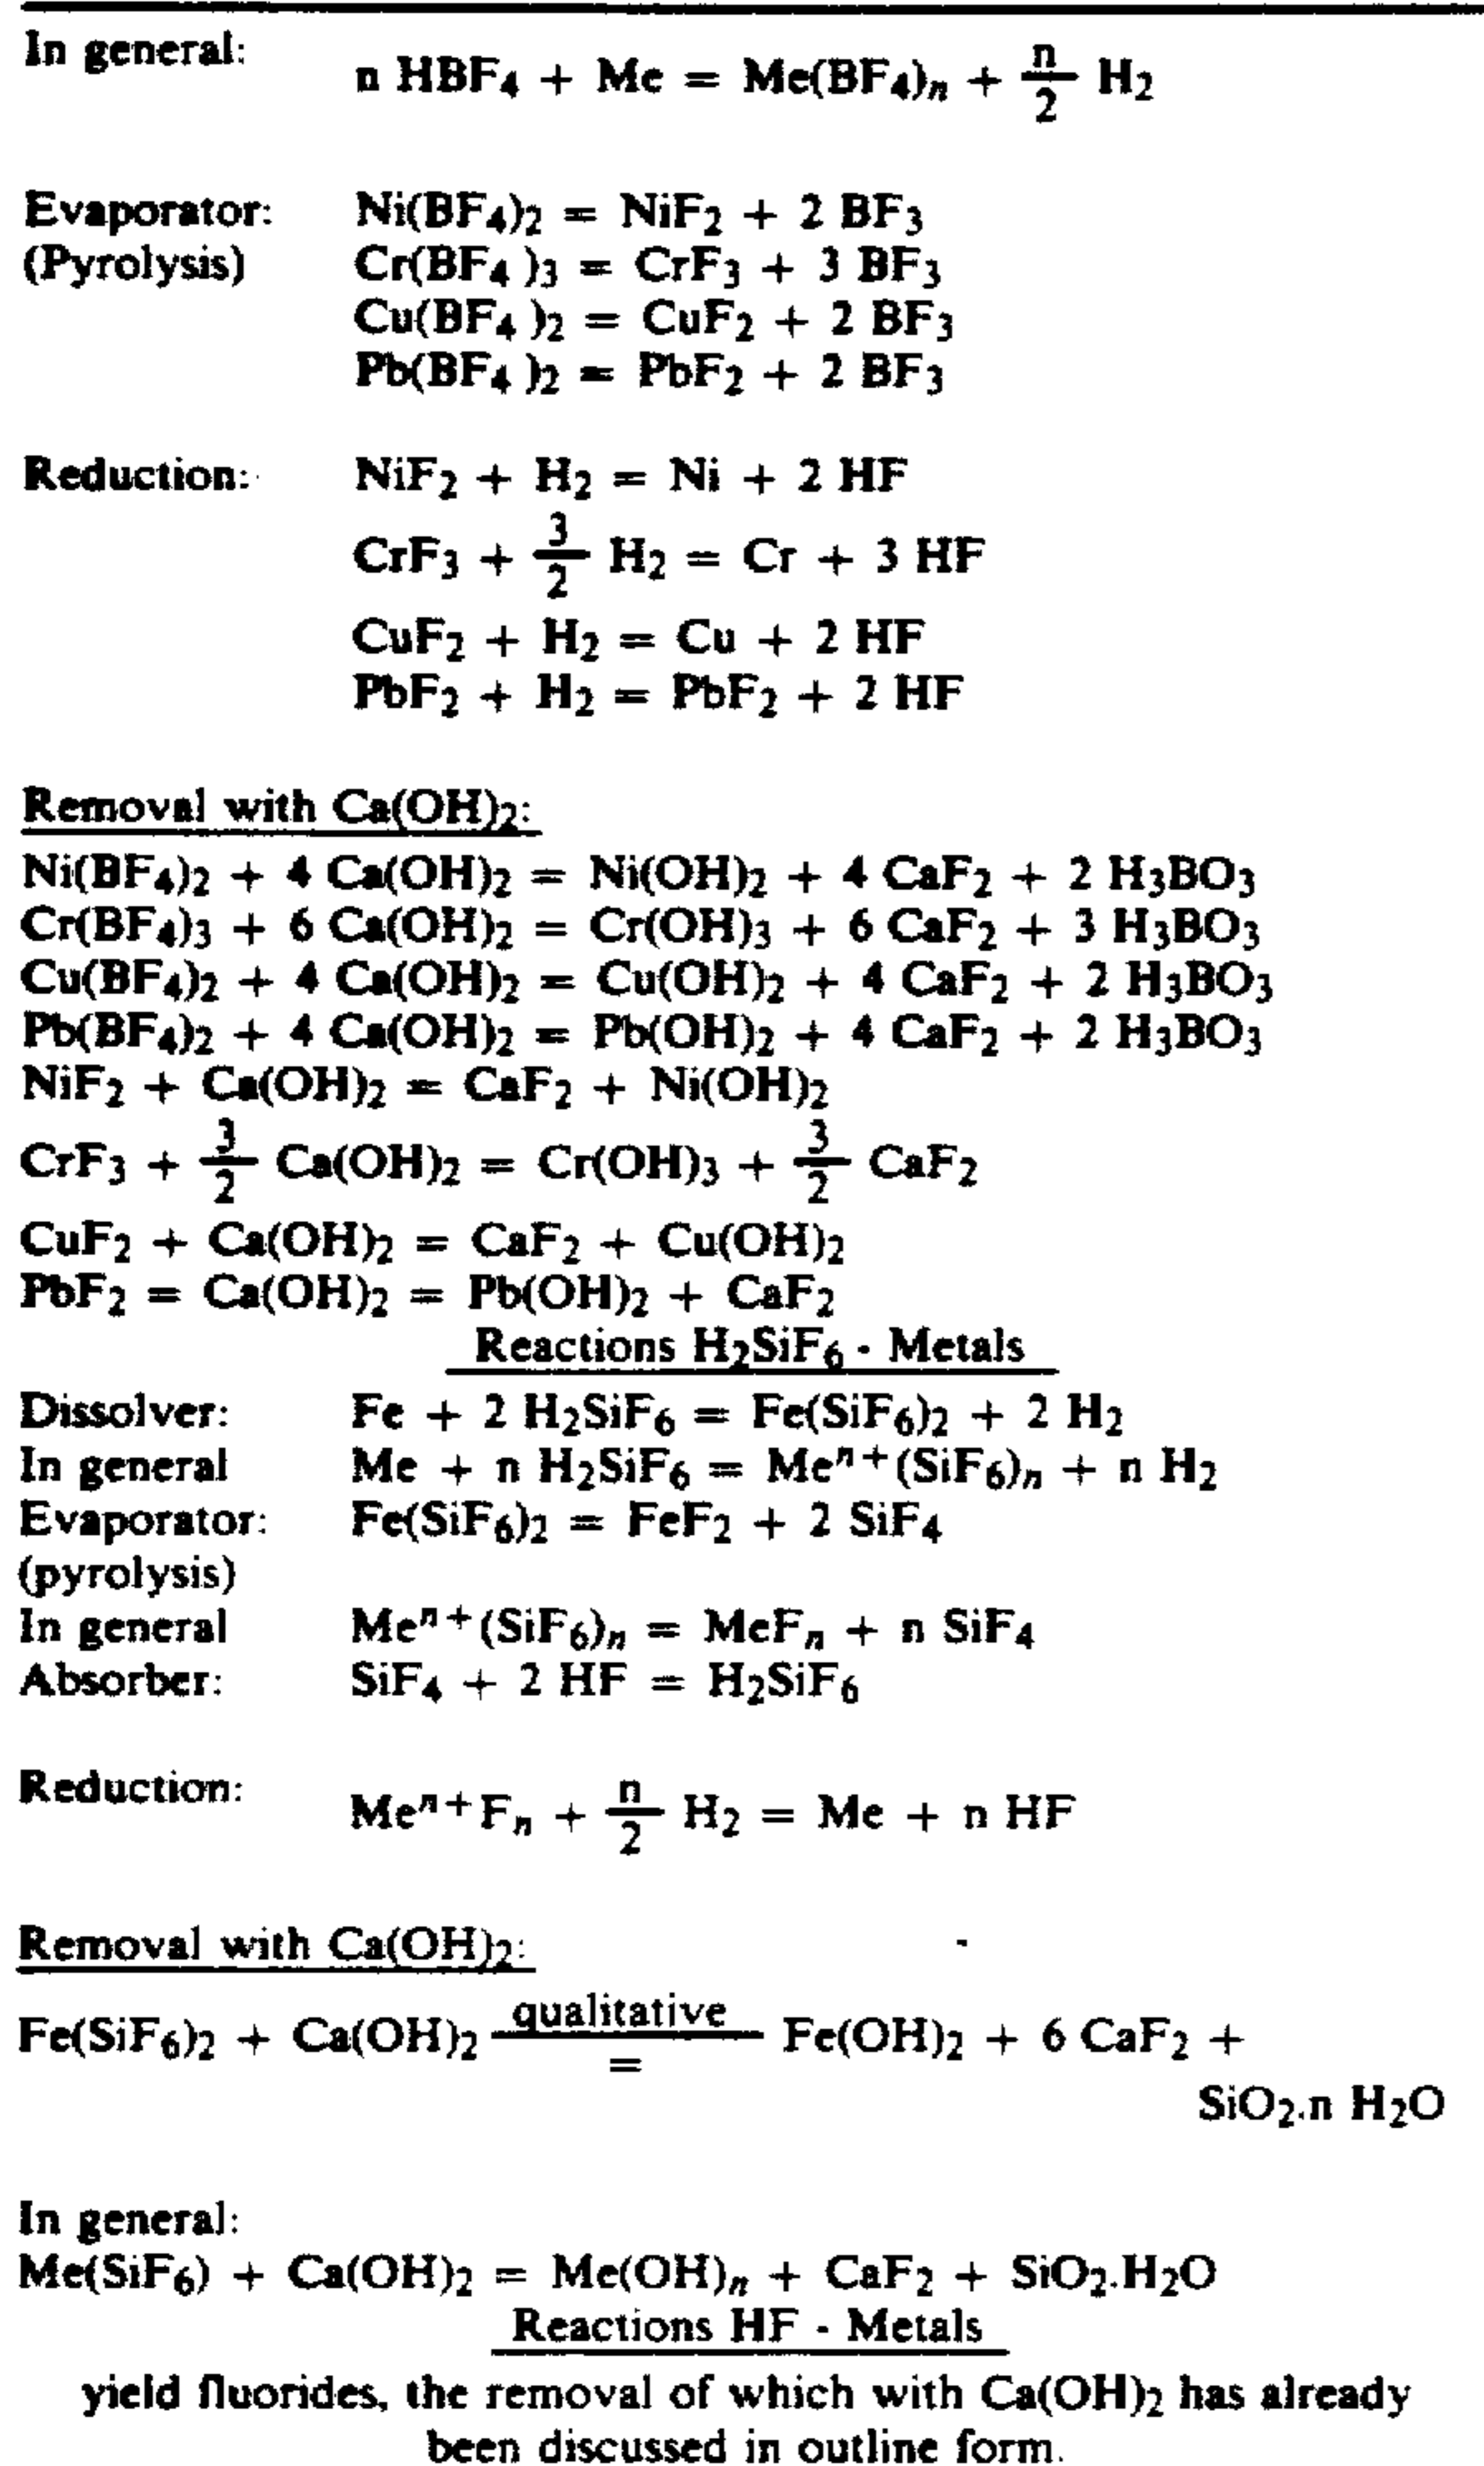 In general:
n HBF₄ + Me = Me(BF₄)ₙ + n/2 H₂
Evaporator: Ni(BF₄)₂ = NiF₂ + 2 BF₃
(Pyrolysis) Cr(BF₄)₃ = CrF₃ + 3 BF₃
Cu(BF₄)₂ = CuF₂ + 2 BF₃
Pb(BF₄)₂ = PbF₂ + 2 BF₃
Reduction: NiF₂ + H₂ = Ni + 2 HF
CrF₃ + 3/2 H₂ = Cr + 3 HF
CuF₂ + H₂ = Cu + 2 HF
PbF₂ + H₂ = PbF₂ + 2 HF
Removal with Ca(OH)₂:
Ni(BF₄)₂ + 4 Ca(OH)₂ = Ni(OH)₂ + 4 CaF₂ + 2 H₃BO₃
Cr(BF₄)₃ + 6 Ca(OH)₂ = Cr(OH)₃ + 6 CaF₂ + 3 H₃BO₃
Cu(BF₄)₂ + 4 Ca(OH)₂ = Cu(OH)₂ + 4 CaF₂ + 2 H₃BO₃
Pb(BF₄)₂ + 4 Ca(OH)₂ = Pb(OH)₂ + 4 CaF₂ + 2 H₃BO₃
NiF₂ + Ca(OH)₂ = CaF₂ + Ni(OH)₂
CrF₃ + 3/2 Ca(OH)₂ = Cr(OH)₃ + 3/2 CaF₂
CuF₂ + Ca(OH)₂ = CaF₂ + Cu(OH)₂
PbF₂ = Ca(OH)₂ = Pb(OH)₂ + CaF₂
Reactions H₂SiF₆ - Metals
Dissolver: Fe + 2 H₂SiF₆ = Fe(SiF₆)₂ + 2 H₂
In general Me + n H₂SiF₆ = Meⁿ⁺(SiF₆)ₙ + n H₂
Evaporator: Fe(SiF₆)₂ = FeF₂ + 2 SiF₄
(pyrolysis)
In general Meⁿ⁺(SiF₆)ₙ = MeFₙ + n SiF₄
Absorber: SiF₄ + 2 HF = H₂SiF₆
Reduction: Meⁿ⁺Fₙ + n/2 H₂ = Me + n HF
Removal with Ca(OH)₂:
Fe(SiF₆)₂ + Ca(OH)₂ qualitative = Fe(OH)₂ + 6 CaF₂ +
SiO₂.n H₂O
In general:
Me(SiF₆) + Ca(OH)₂ = Me(OH)ₙ + CaF₂ + SiO₂.H₂O
Reactions HF - Metals
yield fluorides, the removal of which with Ca(OH)₂ has already
been discussed in outline form.